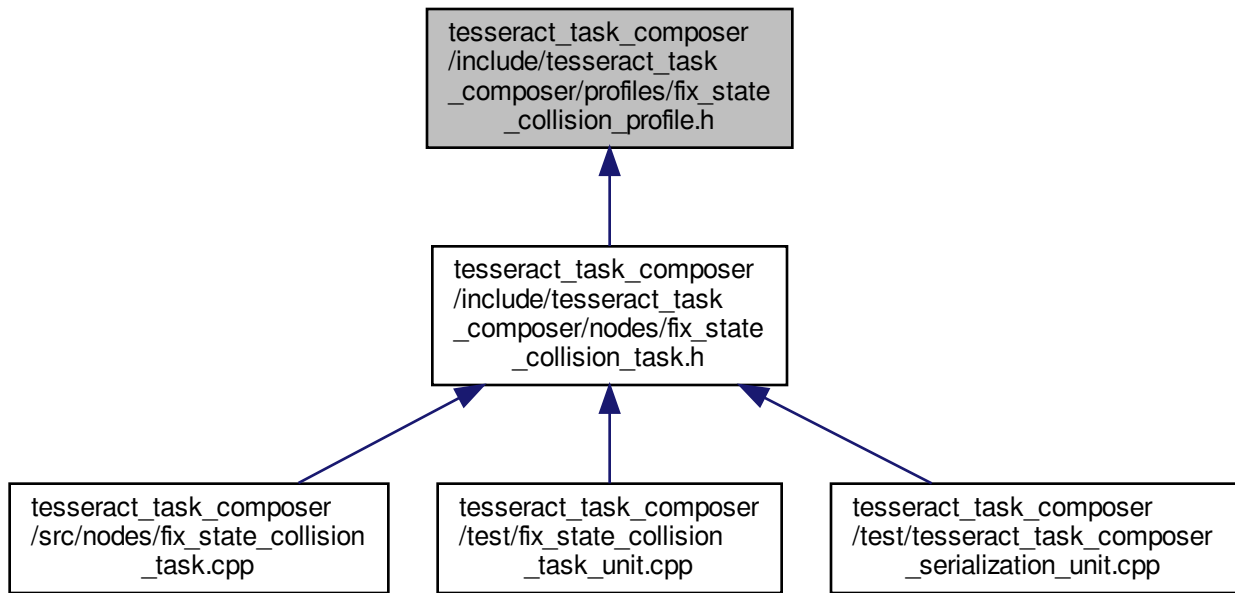 tesseract_task_composer
/include/tesseract_task
_composer/profiles/fix_state
_collision_profile.h
tesseract_task_composer
/include/tesseract_task
_composer/nodes/fix_state
_collision_task.h
tesseract_task_composer
/src/nodes/fix_state_collision
_task.cpp
tesseract_task_composer
/test/fix_state_collision
_task_unit.cpp
tesseract_task_composer
/test/tesseract_task_composer
_serialization_unit.cpp